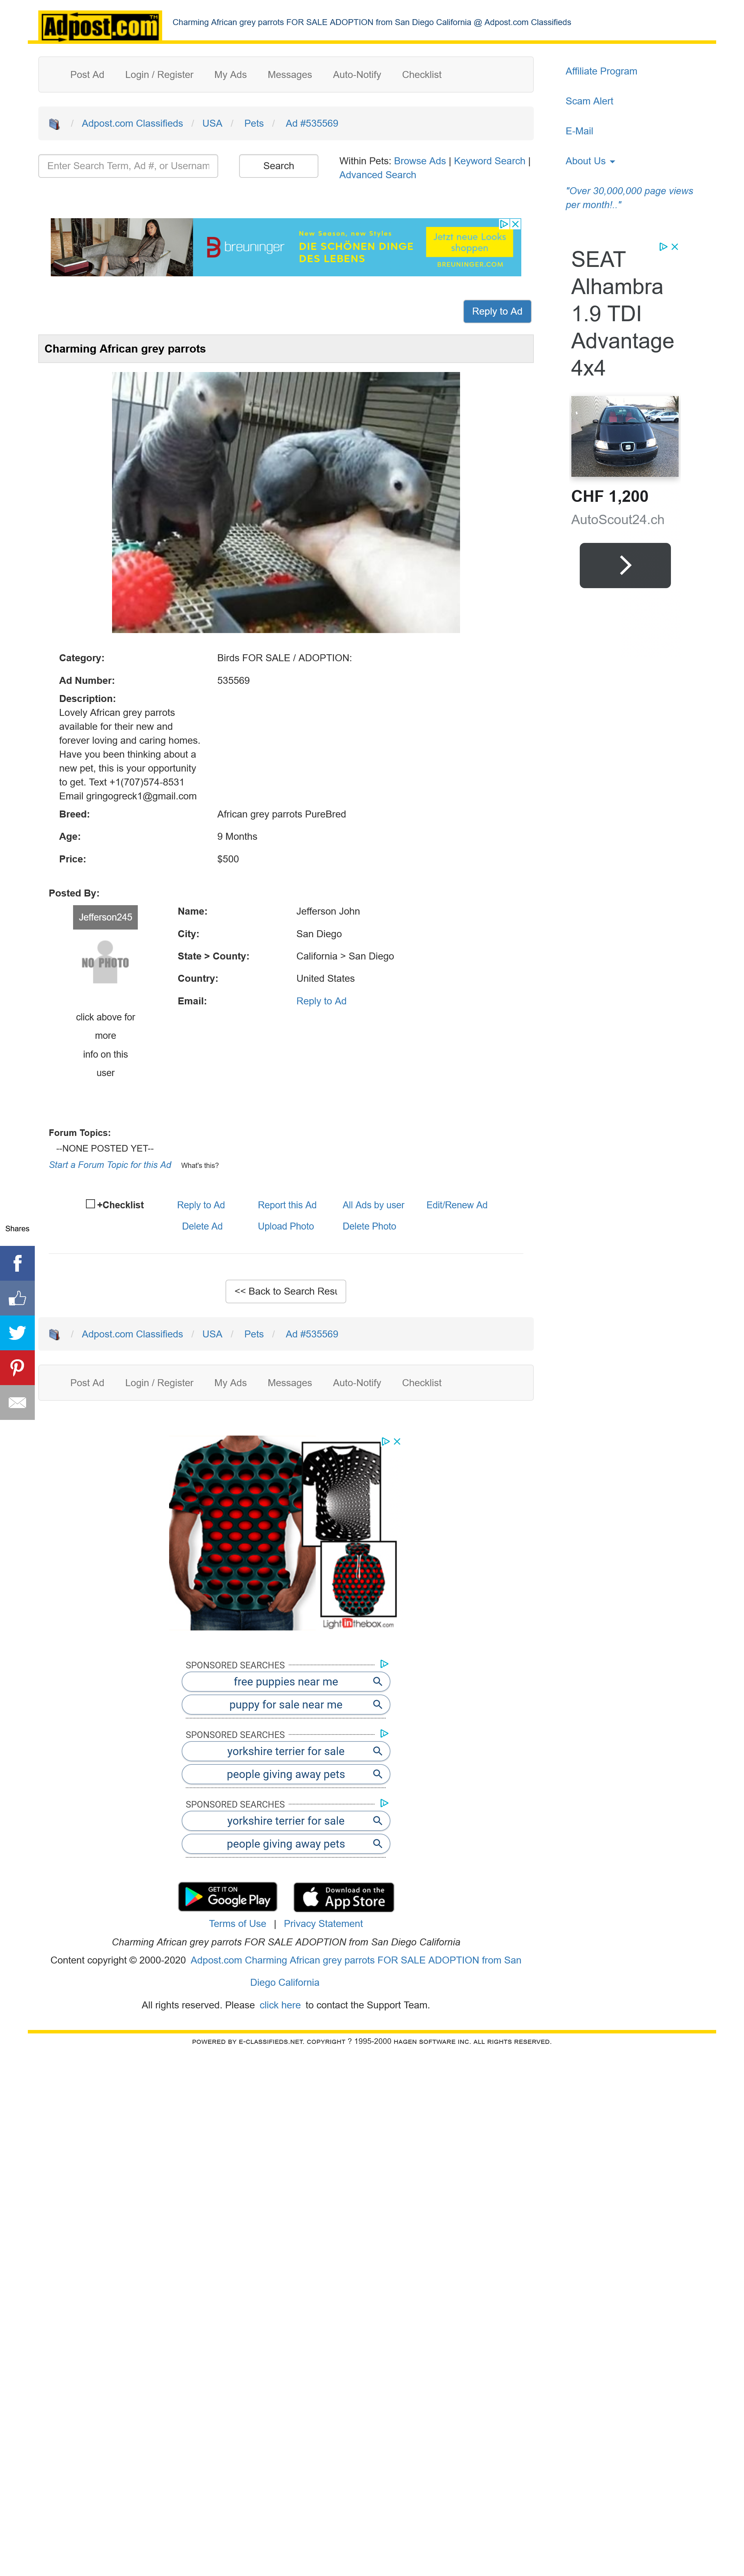 Adpost.com™
Charming African grey parrots FOR SALE ADOPTION from San Diego California @ Adpost.com Classifieds
Post Ad Login / Register My Ads Messages Auto-Notify Checklist
/ Adpost.com Classifieds / USA / Pets / Ad #535569
Enter Search Term, Ad #, or Usernam
Search
Within Pets: Browse Ads | Keyword Search |
Advanced Search
Affiliate Program
Scam Alert
E-Mail
About Us
"Over 30,000,000 page views
per month!.."
breuninger
New Season, new Styles
DIE SCHÖNEN DINGE
DES LEBENS
Jetzt neue Looks
shoppen
BREUNINGER.COM
SEAT
Alhambra
1.9 TDI
Advantage
4x4
CHF 1,200
AutoScout24.ch
Reply to Ad
Charming African grey parrots
Category: Birds FOR SALE / ADOPTION:
Ad Number: 535569
Description:
Lovely African grey parrots
available for their new and
forever loving and caring homes.
Have you been thinking about a
new pet, this is your opportunity
to get. Text +1(707)574-8531
Email gringogreck1@gmail.com
Breed: African grey parrots PureBred
Age: 9 Months
Price: $500
Posted By:
Jefferson245
NO PHOTO
click above for
more
info on this
user
Name: Jefferson John
City: San Diego
State > County: California > San Diego
Country: United States
Email: Reply to Ad
Forum Topics:
--NONE POSTED YET--
Start a Forum Topic for this Ad What's this?
+Checklist Reply to Ad Report this Ad All Ads by user Edit/Renew Ad
Delete Ad Upload Photo Delete Photo
Shares
<< Back to Search Resu
/ Adpost.com Classifieds / USA / Pets / Ad #535569
Post Ad Login / Register My Ads Messages Auto-Notify Checklist
Lightinthebox.com
SPONSORED SEARCHES
free puppies near me
puppy for sale near me
SPONSORED SEARCHES
yorkshire terrier for sale
people giving away pets
SPONSORED SEARCHES
yorkshire terrier for sale
people giving away pets
GET IT ON
Google Play
Download on the
App Store
Terms of Use | Privacy Statement
Charming African grey parrots FOR SALE ADOPTION from San Diego California
Content copyright © 2000-2020 Adpost.com Charming African grey parrots FOR SALE ADOPTION from San
Diego California
All rights reserved. Please click here to contact the Support Team.
POWERED BY E-CLASSIFIEDS.NET. COPYRIGHT ? 1995-2000 HAGEN SOFTWARE INC. ALL RIGHTS RESERVED.